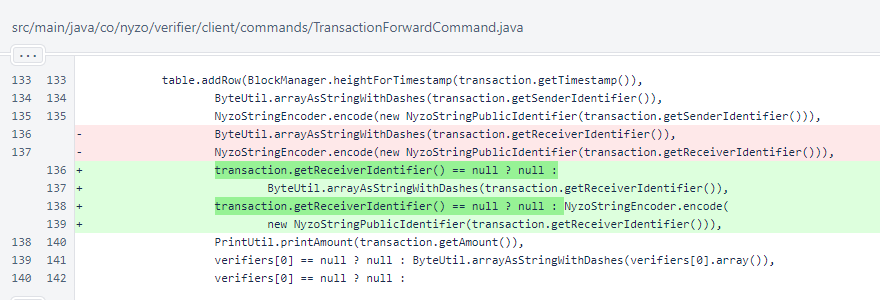 src/main/java/co/nyzo/verifier/client/commands/TransactionForwardCommand.java
...
133 133 table.addRow(BlockManager.heightForTimestamp(transaction.getTimestamp()),
134 134 ByteUtil.arrayAsStringWithDashes(transaction.getSenderIdentifier()),
135 135 NyzoStringEncoder.encode(new NyzoStringPublicIdentifier(transaction.getSenderIdentifier())),
136 - ByteUtil.arrayAsStringWithDashes(transaction.getReceiverIdentifier()),
137 - NyzoStringEncoder.encode(new NyzoStringPublicIdentifier(transaction.getReceiverIdentifier())),
136 + transaction.getReceiverIdentifier() == null ? null :
137 + ByteUtil.arrayAsStringWithDashes(transaction.getReceiverIdentifier()),
138 + transaction.getReceiverIdentifier() == null ? null : NyzoStringEncoder.encode(
139 + new NyzoStringPublicIdentifier(transaction.getReceiverIdentifier())),
138 140 PrintUtil.printAmount(transaction.getAmount()),
139 141 verifiers[0] == null ? null : ByteUtil.arrayAsStringWithDashes(verifiers[0].array()),
140 142 verifiers[0] == null ? null :